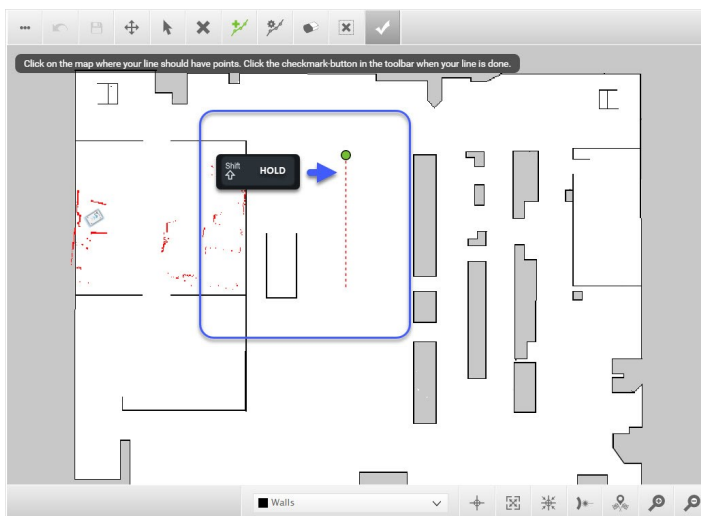 Click on the map where your line should have points. Click the checkmark-button in the toolbar when your line is done.
Shift
HOLD
Walls